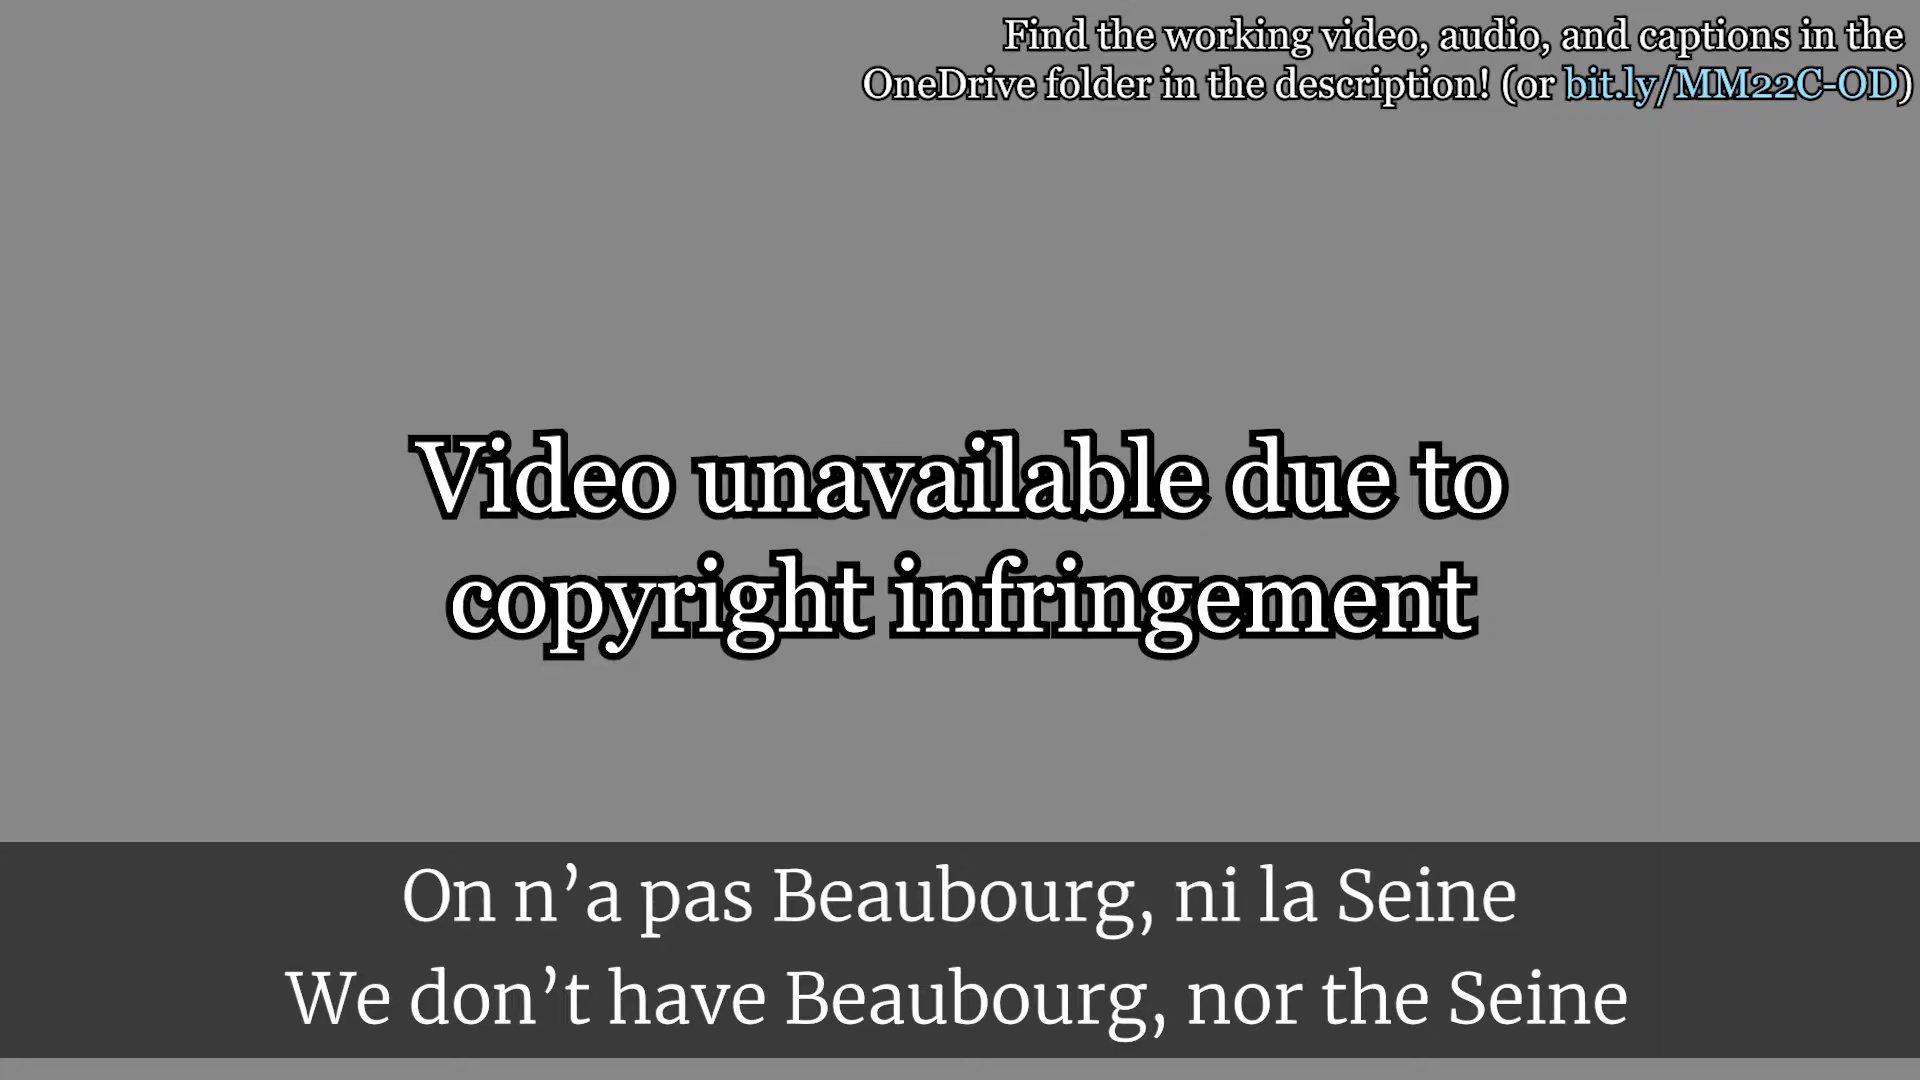 Find the working video, audio, and captions in the
OneDrive folder in the description! (or bit.ly/MM22C-OD)
Video unavailable due to
copyright infringement
On n’a pas Beaubourg, ni la Seine
We don’t have Beaubourg, nor the Seine